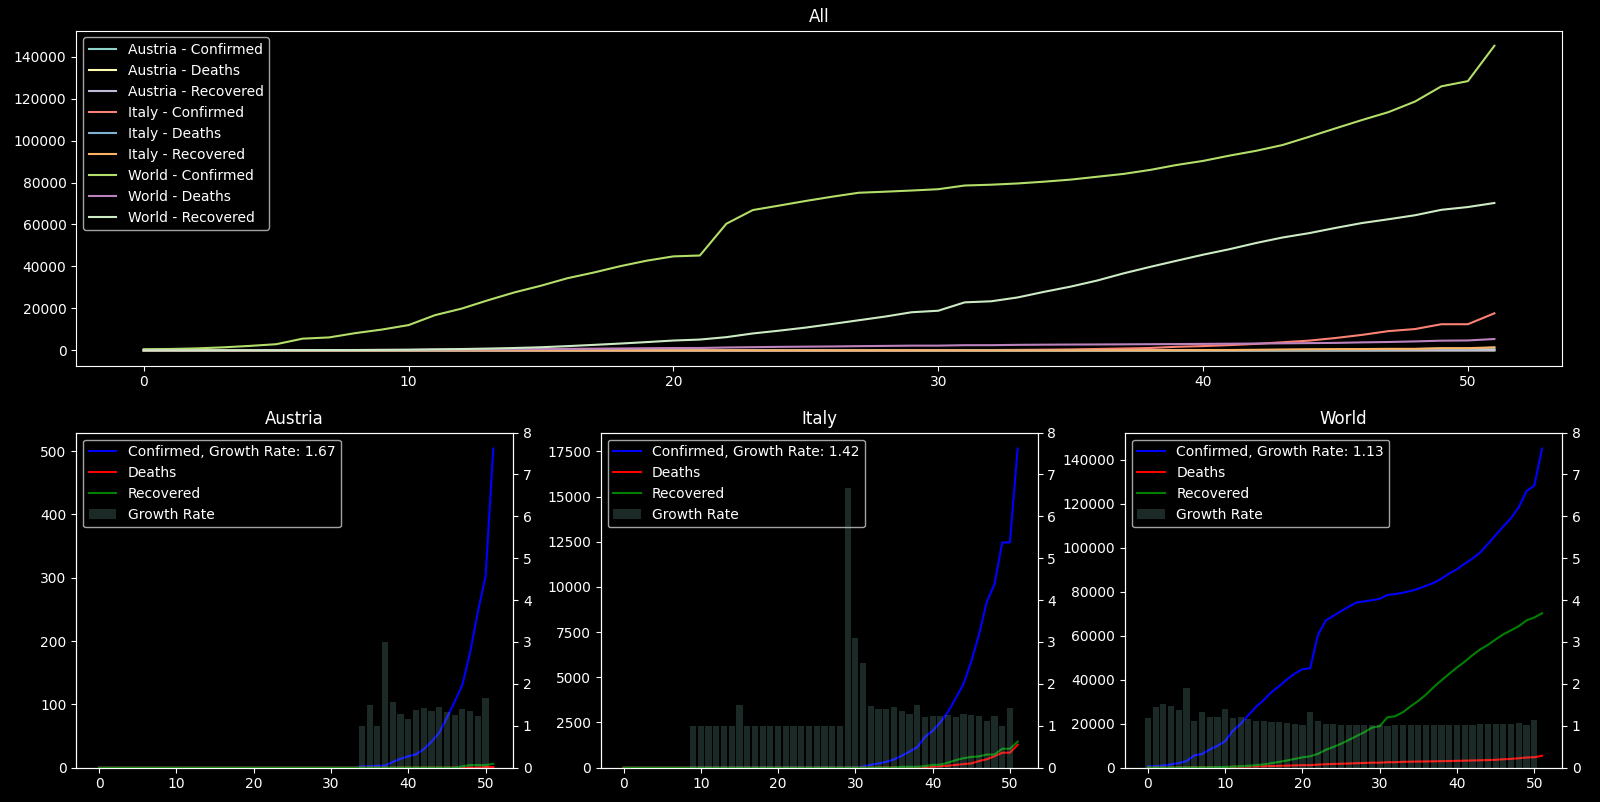 All
140000
120000
100000
80000
60000
40000
20000
0
Austria - Confirmed
Austria - Deaths
Austria - Recovered
Italy - Confirmed
Italy - Deaths
Italy - Recovered
World - Confirmed
World - Deaths
World - Recovered
0 10 20 30 40 50
Austria
500
400
300
200
100
0
Confirmed, Growth Rate: 1.67
Deaths
Recovered
Growth Rate
8
7
6
5
4
3
2
1
0
0 10 20 30 40 50
Italy
17500
15000
12500
10000
7500
5000
2500
0
Confirmed, Growth Rate: 1.42
Deaths
Recovered
Growth Rate
8
7
6
5
4
3
2
1
0
0 10 20 30 40 50
World
140000
120000
100000
80000
60000
40000
20000
0
Confirmed, Growth Rate: 1.13
Deaths
Recovered
Growth Rate
8
7
6
5
4
3
2
1
0
0 10 20 30 40 50